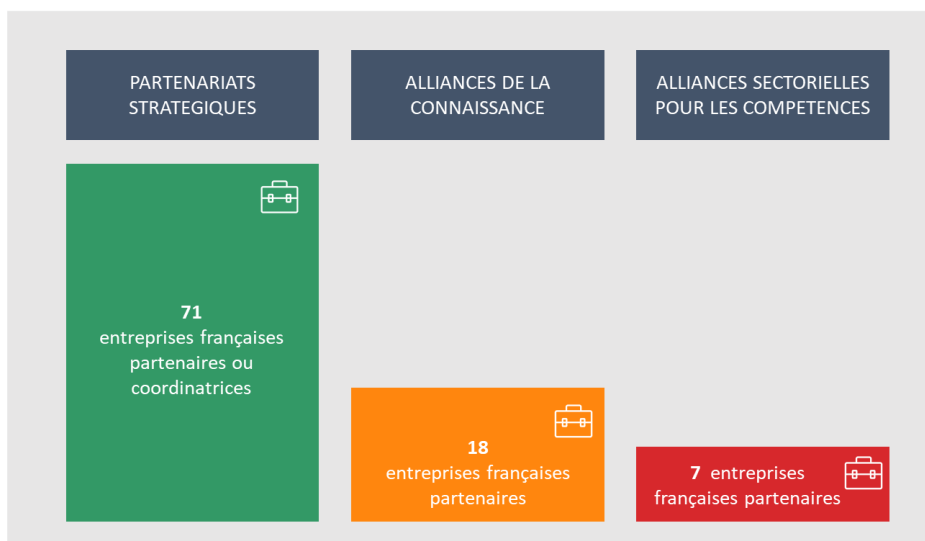 PARTENARIATS
STRATEGIQUES
ALLIANCES DE LA
CONNAISSANCE
ALLIANCES SECTORIELLES
POUR LES COMPETENCES
71
entreprises françaises
partenaires ou
coordinatrices
18
entreprises françaises
partenaires
7 entreprises
françaises partenaires